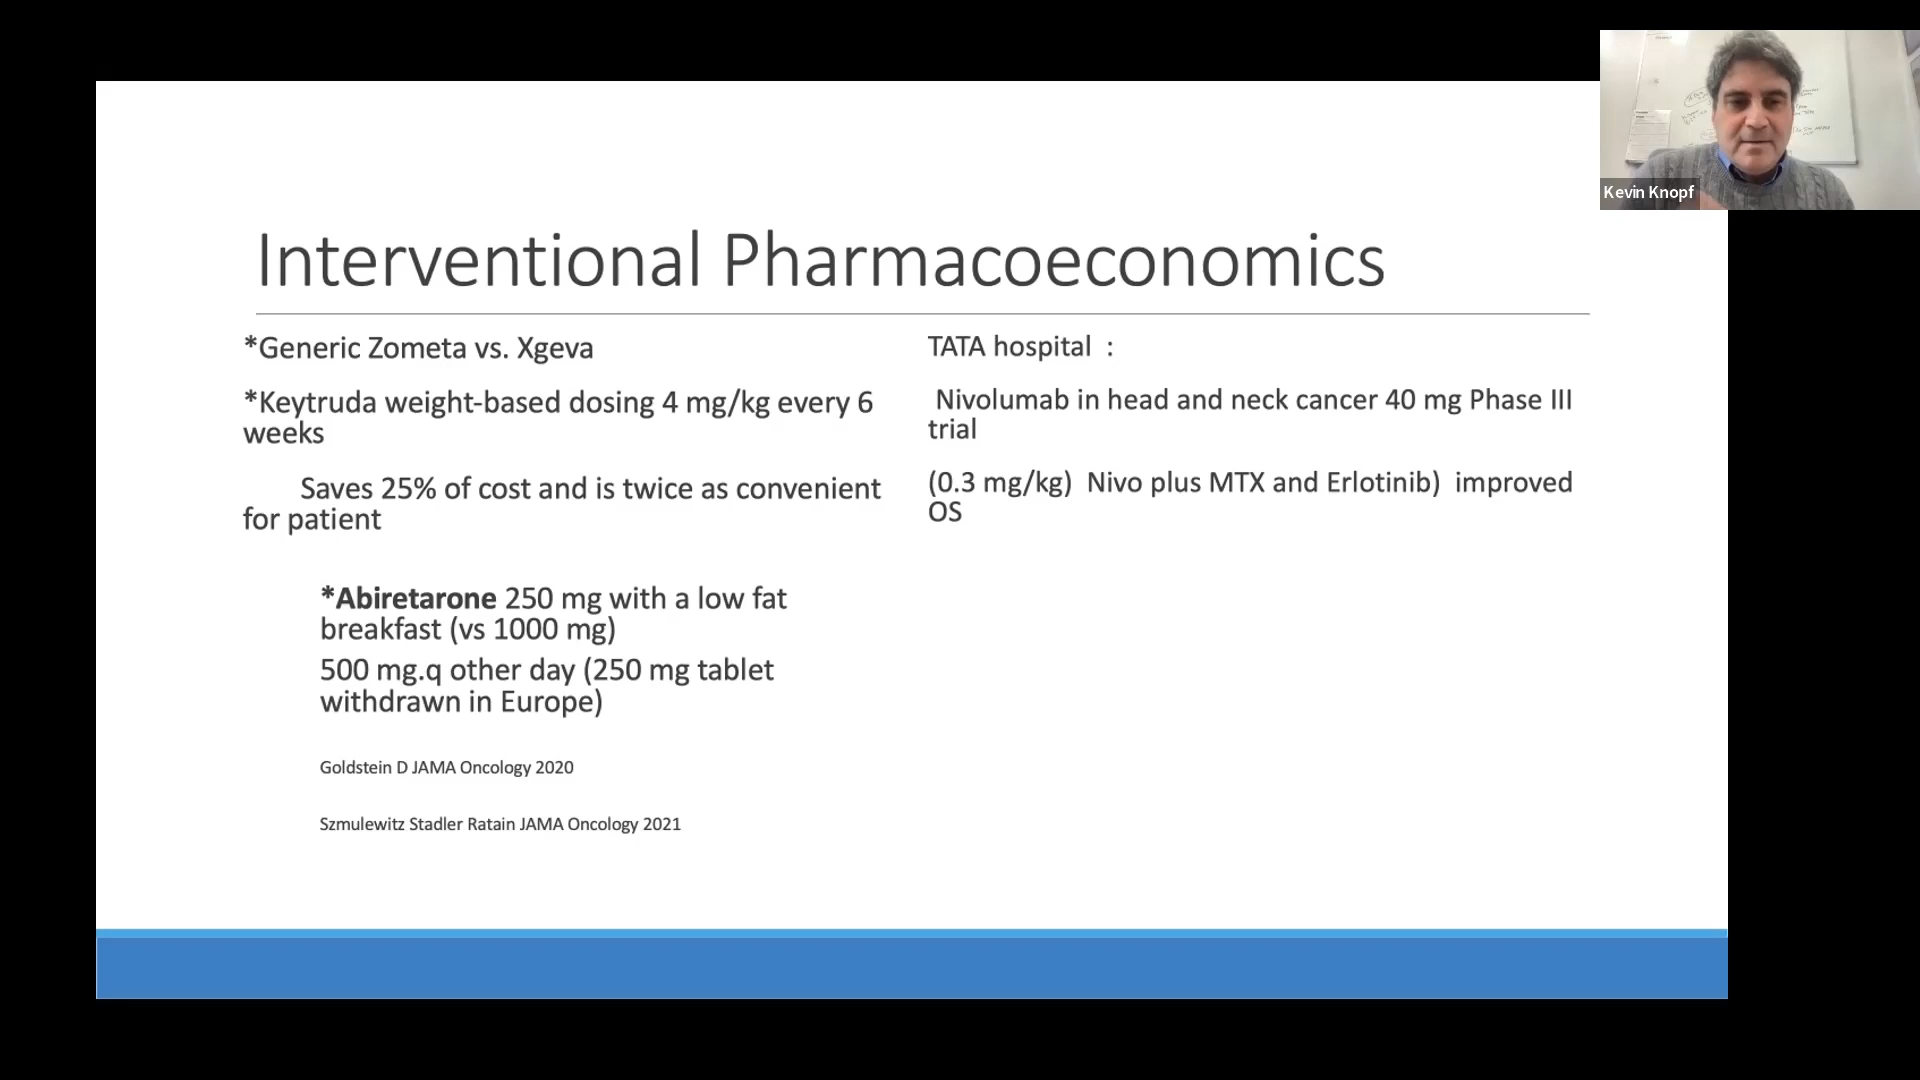 Kevin Knopf
Interventional Pharmacoeconomics
*Generic Zometa vs. Xgeva
*Keytruda weight-based dosing 4 mg/kg every 6
weeks
Saves 25% of cost and is twice as convenient
for patient
*Abiretarone 250 mg with a low fat
breakfast (vs 1000 mg)
500 mg.q other day (250 mg tablet
withdrawn in Europe)
Goldstein D JAMA Oncology 2020
Szmulewitz Stadler Ratain JAMA Oncology 2021
TATA hospital :
Nivolumab in head and neck cancer 40 mg Phase III
trial
(0.3 mg/kg) Nivo plus MTX and Erlotinib) improved
OS